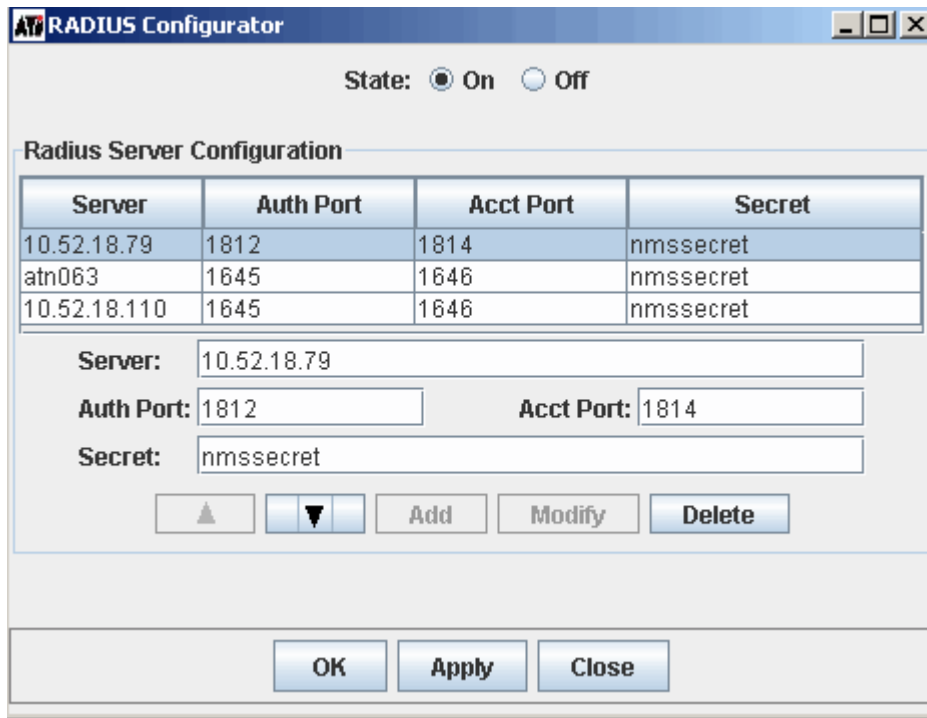 ATi RADIUS Configurator
State: On Off
Radius Server Configuration
Server Auth Port Acct Port Secret
10.52.18.79 1812 1814 nmssecret
atn063 1645 1646 nmssecret
10.52.18.110 1645 1646 nmssecret
Server: 10.52.18.79
Auth Port: 1812 Acct Port: 1814
Secret: nmssecret
Add Modify Delete
OK Apply Close